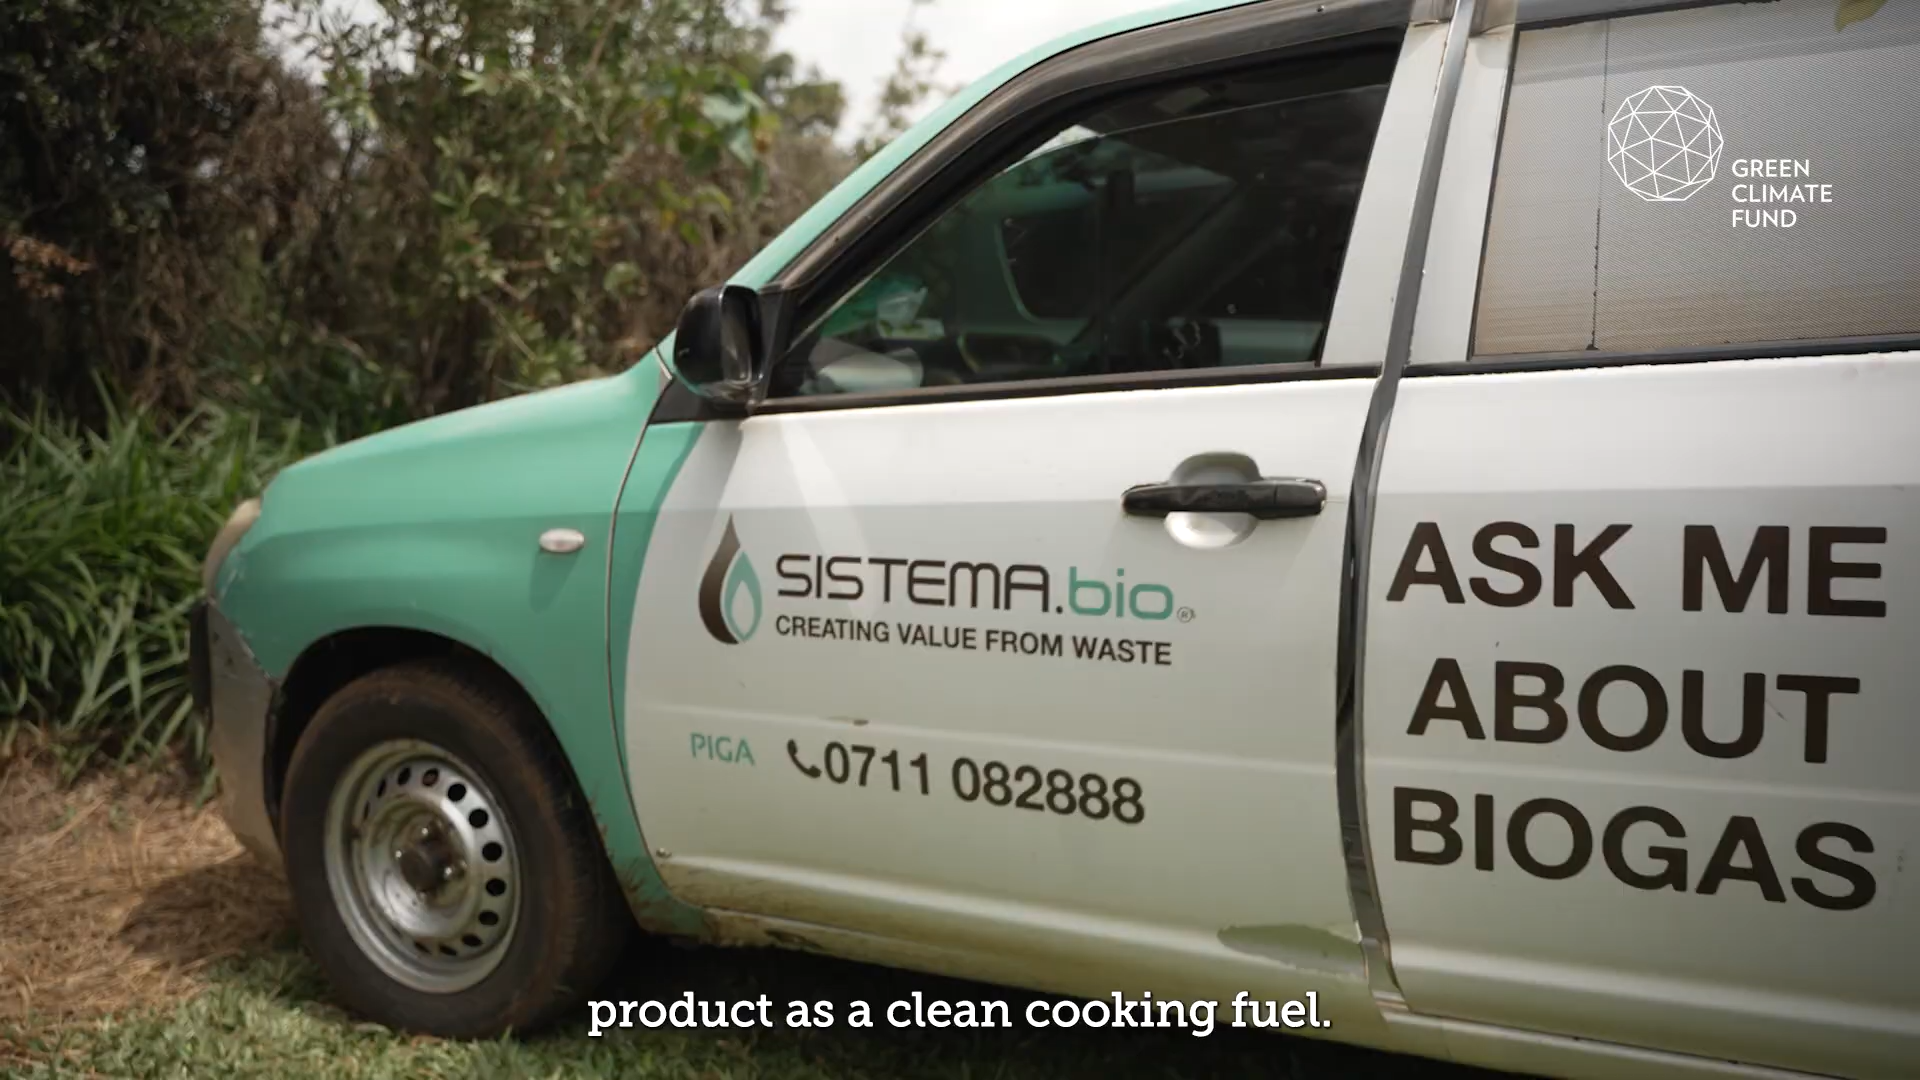 GREEN
CLIMATE
FUND
SISTEMA.bio®
CREATING VALUE FROM WASTE
PIGA 0711 082888
ASK ME
ABOUT
BIOGAS
product as a clean cooking fuel.